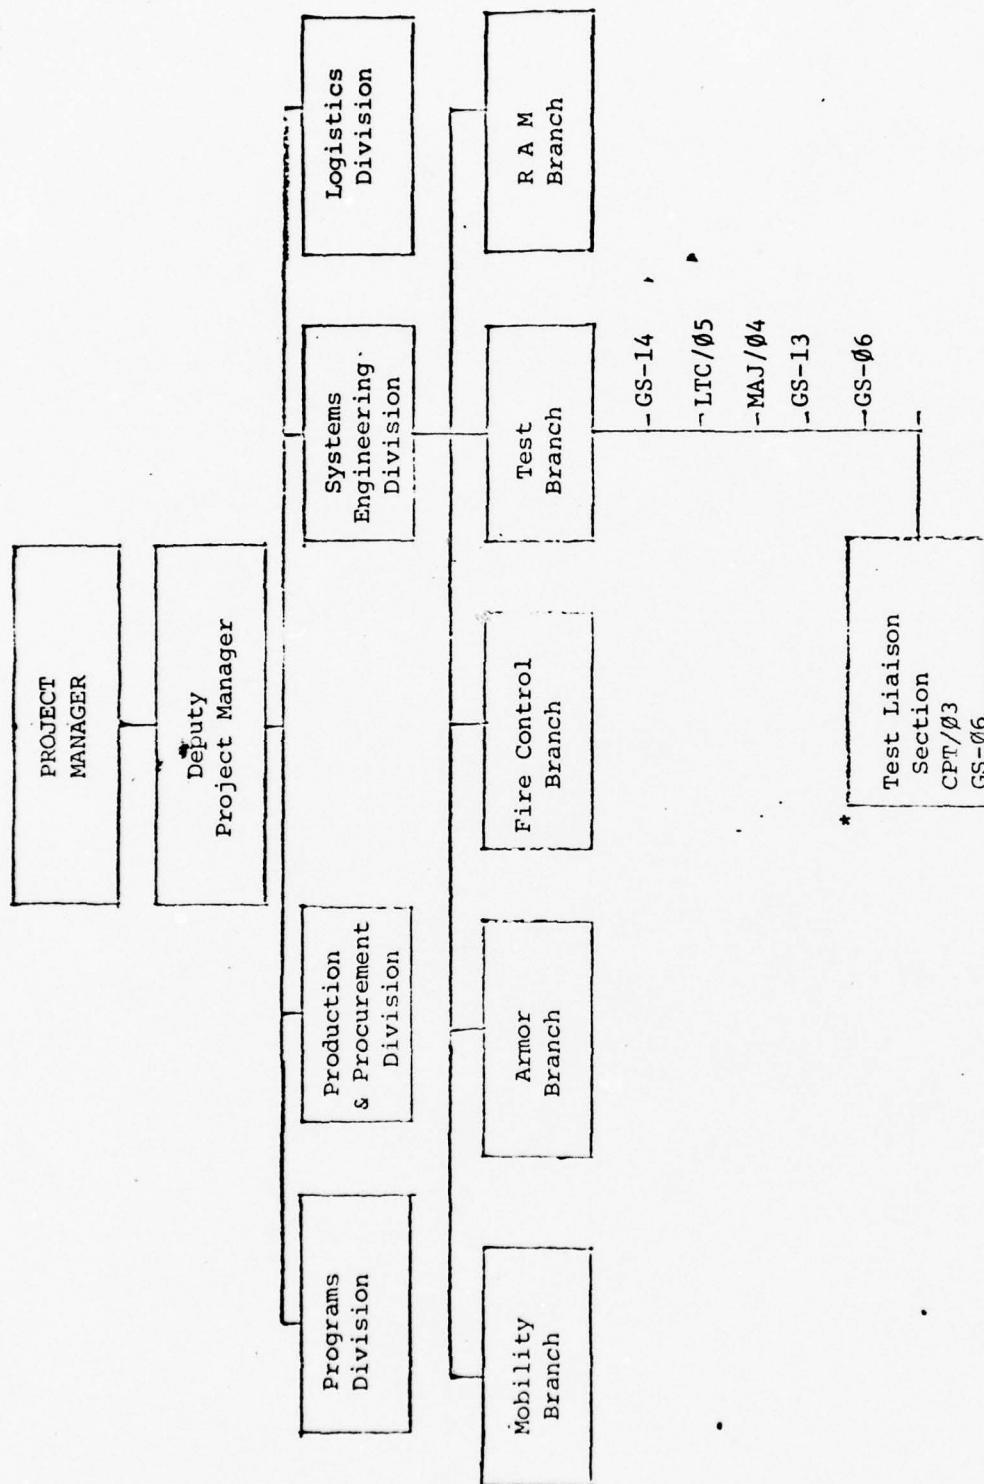 PROJECT
MANAGER
Deputy
Project Manager
Programs
Division
Production
& Procurement
Division
Systems
Engineering
Division
Logistics
Division
Mobility
Branch
Armor
Branch
Fire Control
Branch
Test
Branch
R A M
Branch
GS-14
LTC/Ø5
MAJ/Ø4
GS-13
GS-Ø6
*
Test Liaison
Section
CPT/Ø3
GS-Ø6